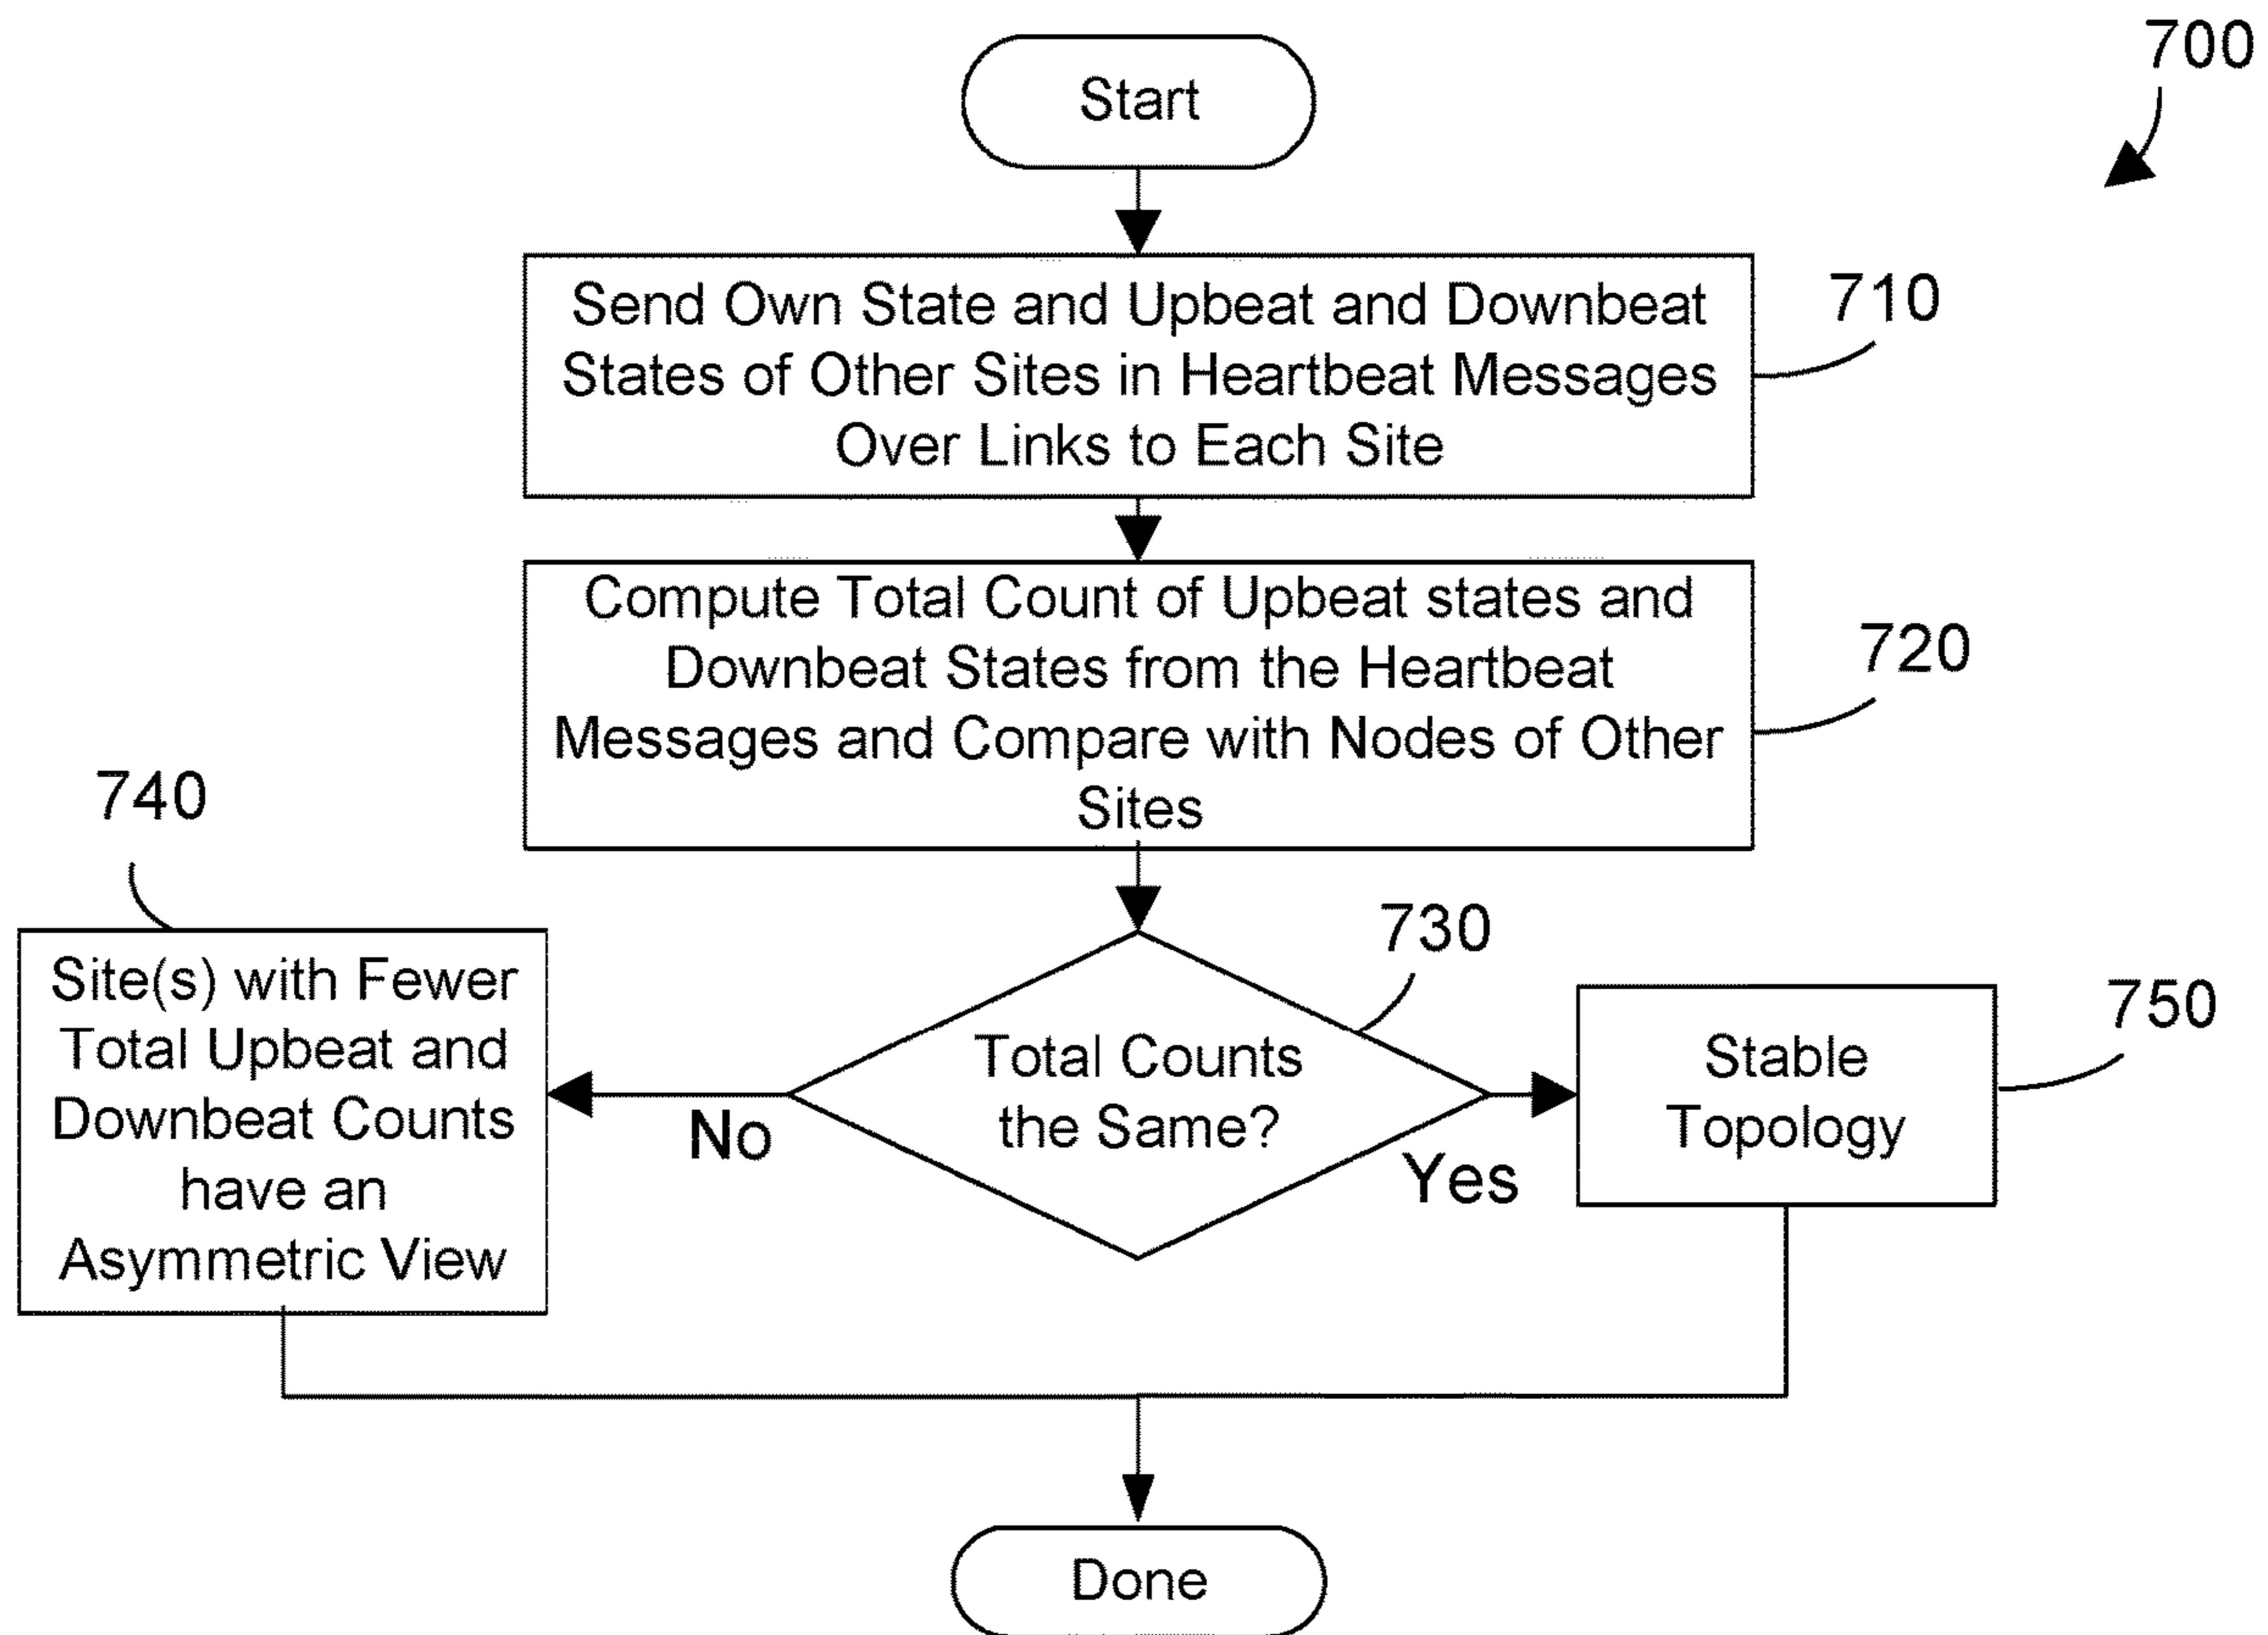 700
Start
Send Own State and Upbeat and Downbeat
States of Other Sites in Heartbeat Messages
Over Links to Each Site
710
Compute Total Count of Upbeat states and
Downbeat States from the Heartbeat
Messages and Compare with Nodes of Other
Sites
720
740
Site(s) with Fewer
Total Upbeat and
Downbeat Counts
have an
Asymmetric View
No
730
Total Counts
the Same?
Yes
750
Stable
Topology
Done